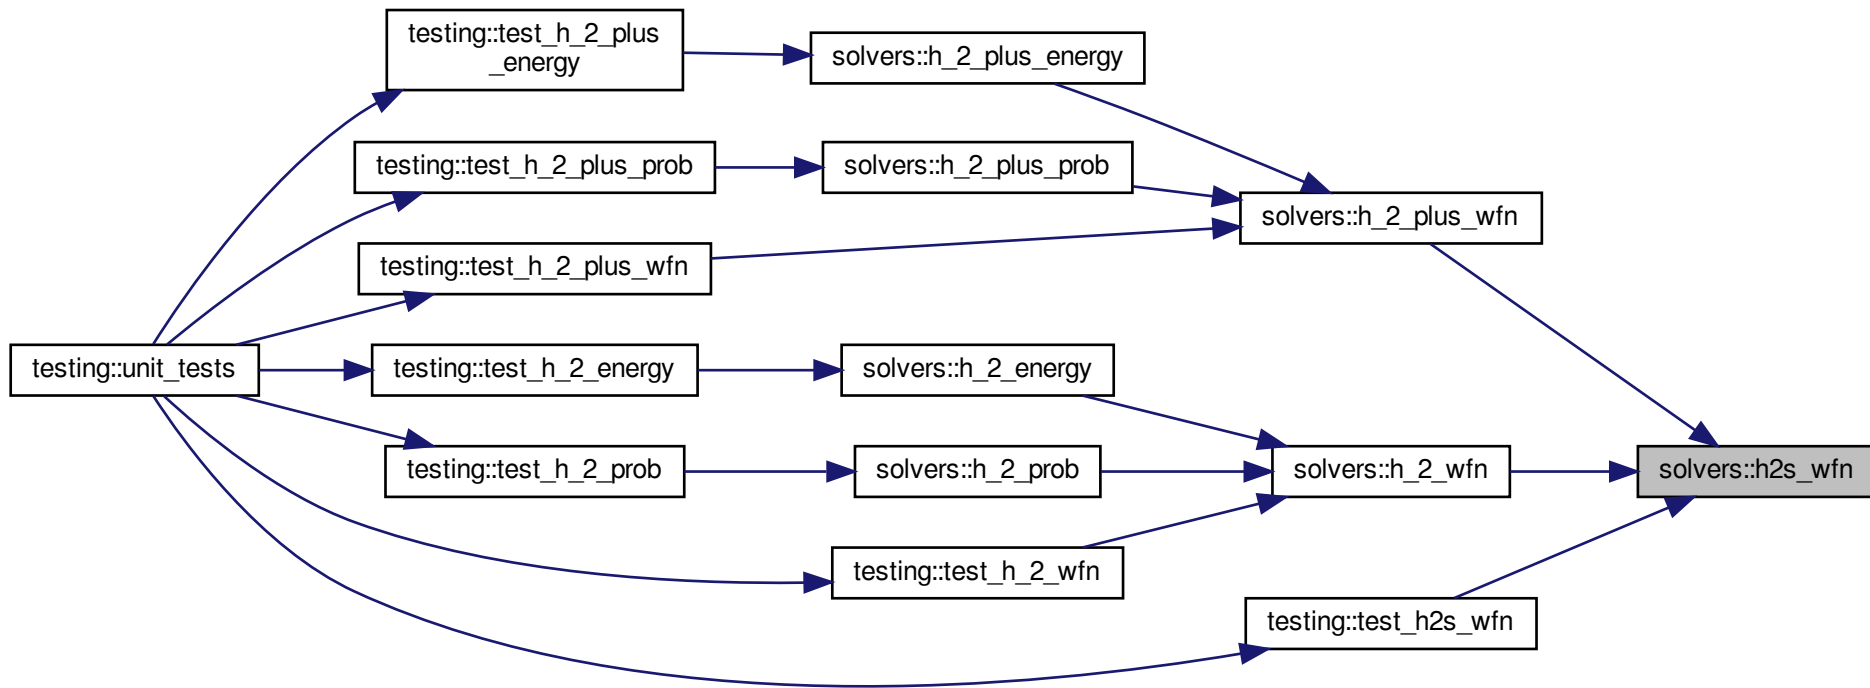 testing::test_h_2_plus
_energy
solvers::h_2_plus_energy
testing::test_h_2_plus_prob
solvers::h_2_plus_prob
solvers::h_2_plus_wfn
testing::test_h_2_plus_wfn
testing::unit_tests
testing::test_h_2_energy
solvers::h_2_energy
testing::test_h_2_prob
solvers::h_2_prob
solvers::h_2_wfn
solvers::h2s_wfn
testing::test_h_2_wfn
testing::test_h2s_wfn